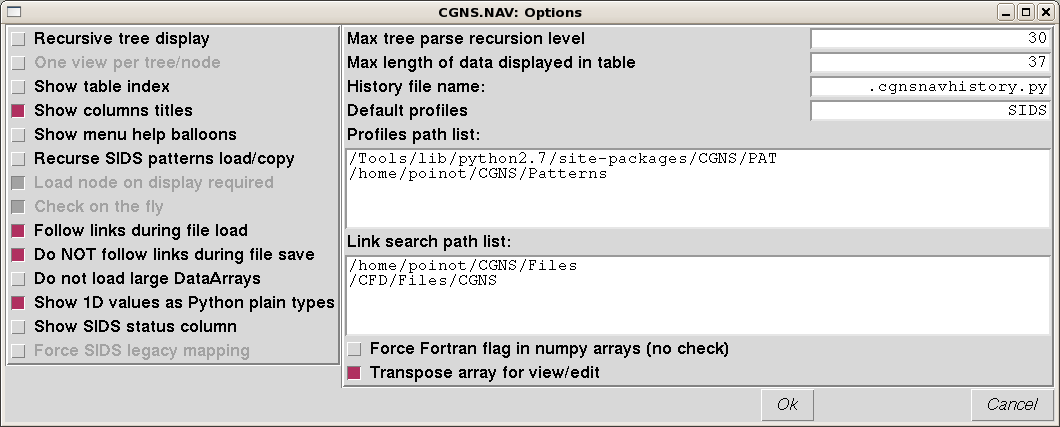 CGNS.NAV: Options
Recursive tree display
One view per tree/node
Show table index
Show columns titles
Show menu help balloons
Recurse SIDS patterns load/copy
Load node on display required
Check on the fly
Follow links during file load
Do NOT follow links during file save
Do not load large DataArrays
Show 1D values as Python plain types
Show SIDS status column
Force SIDS legacy mapping
Max tree parse recursion level 30
Max length of data displayed in table 37
History file name: .cgnsnavhistory.py
Default profiles SIDS
Profiles path list:
/Tools/lib/python2.7/site-packages/CGNS/PAT
/home/poinot/CGNS/Patterns
Link search path list:
/home/poinot/CGNS/Files
/CFD/Files/CGNS
Force Fortran flag in numpy arrays (no check)
Transpose array for view/edit
Ok Cancel